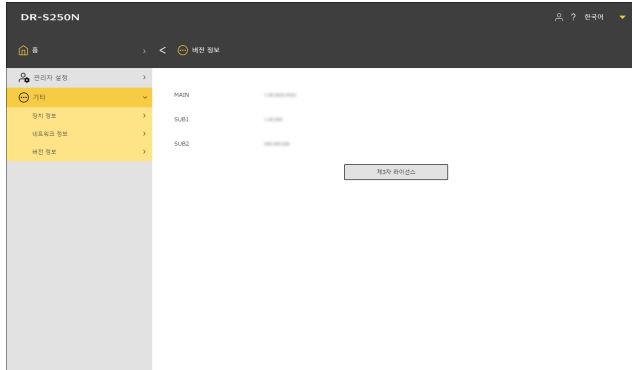 DR-S250N
? 한국어
홈
< 버전 정보
관리자 설정
기타
장치 정보
네트워크 정보
버전 정보
MAIN
SUB1
SUB2
제3자 라이선스